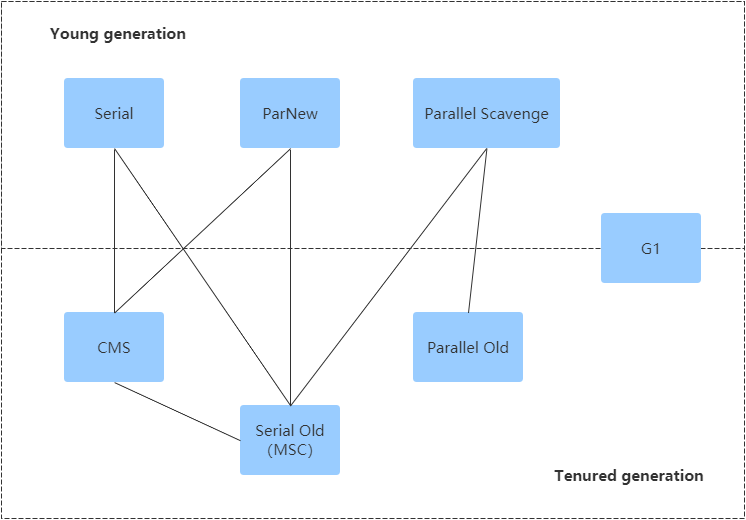 Young generation
Serial
ParNew
Parallel Scavenge
G1
CMS
Parallel Old
Serial Old
(MSC)
Tenured generation